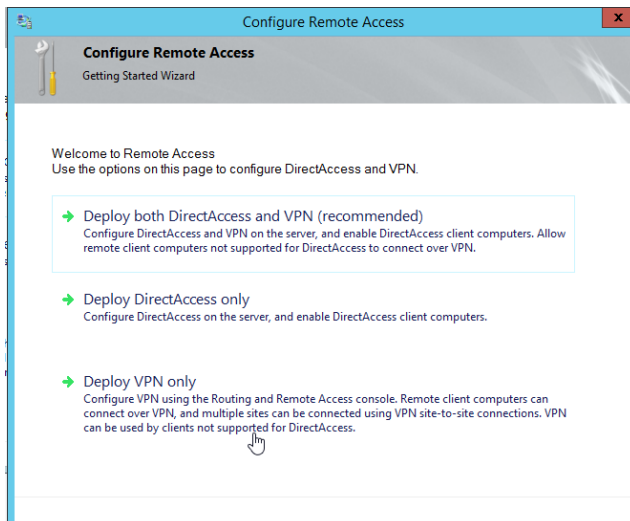 Configure Remote Access
x
Configure Remote Access
Getting Started Wizard
Welcome to Remote Access
Use the options on this page to configure DirectAccess and VPN.
Deploy both DirectAccess and VPN (recommended)
Configure DirectAccess and VPN on the server, and enable DirectAccess client computers. Allow
remote client computers not supported for DirectAccess to connect over VPN.
Deploy DirectAccess only
Configure DirectAccess on the server, and enable DirectAccess client computers.
Deploy VPN only
Configure VPN using the Routing and Remote Access console. Remote client computers can
connect over VPN, and multiple sites can be connected using VPN site-to-site connections. VPN
can be used by clients not supported for DirectAccess.